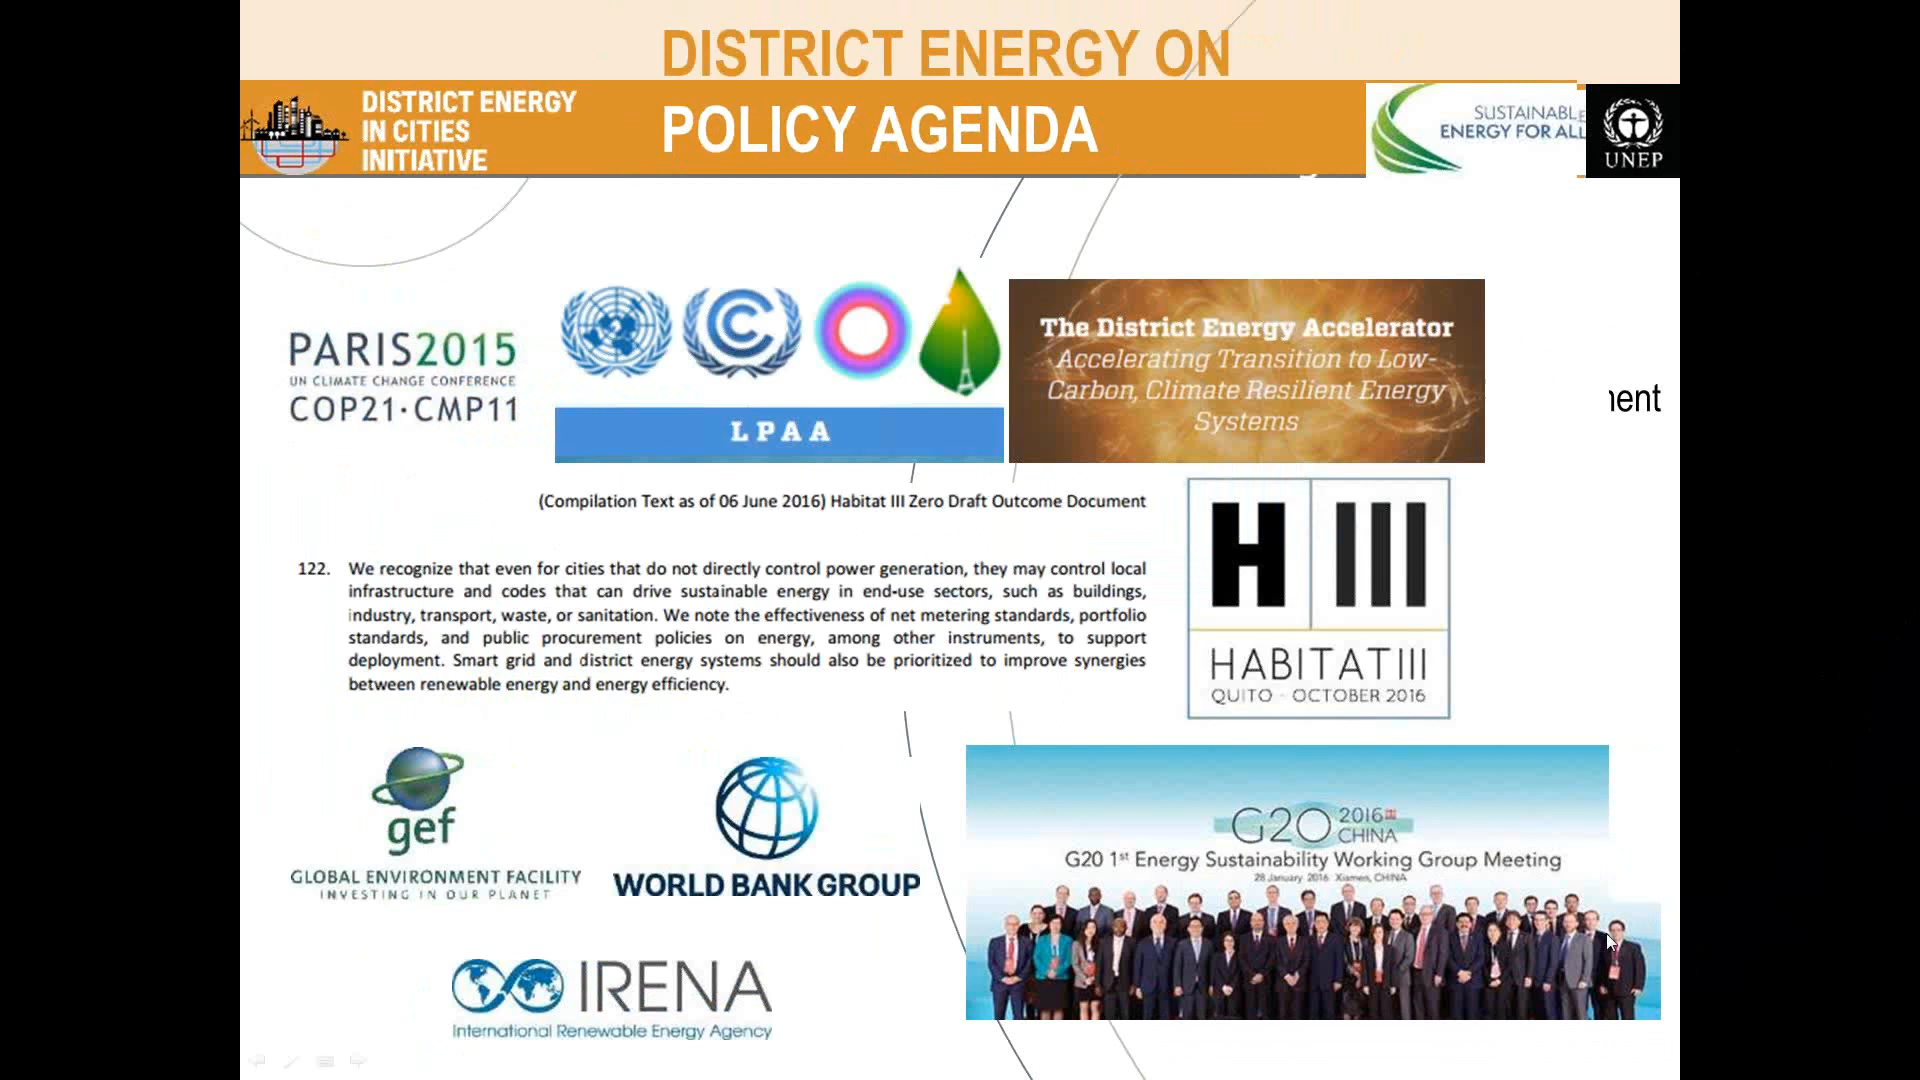 DISTRICT ENERGY ON
POLICY AGENDA
DISTRICT ENERGY
IN CITIES
INITIATIVE
SUSTAINABLE
ENERGY FOR ALL
UNEP
PARIS2015
UN CLIMATE CHANGE CONFERENCE
COP21·CMP11
LPAA
The District Energy Accelerator
Accelerating Transition to Low-
Carbon, Climate Resilient Energy
Systems
ment
(Compilation Text as of 06 June 2016) Habitat III Zero Draft Outcome Document
122. We recognize that even for cities that do not directly control power generation, they may control local
infrastructure and codes that can drive sustainable energy in end-use sectors, such as buildings,
industry, transport, waste, or sanitation. We note the effectiveness of net metering standards, portfolio
standards, and public procurement policies on energy, among other instruments, to support
deployment. Smart grid and district energy systems should also be prioritized to improve synergies
between renewable energy and energy efficiency.
H III
HABITAT III
QUITO - OCTOBER 2016
gef
GLOBAL ENVIRONMENT FACILITY
INVESTING IN OUR PLANET
WORLD BANK GROUP
IRENA
International Renewable Energy Agency
G20 2016
CHINA
G20 1st Energy Sustainability Working Group Meeting
28 January 2016 Xiamen, CHINA